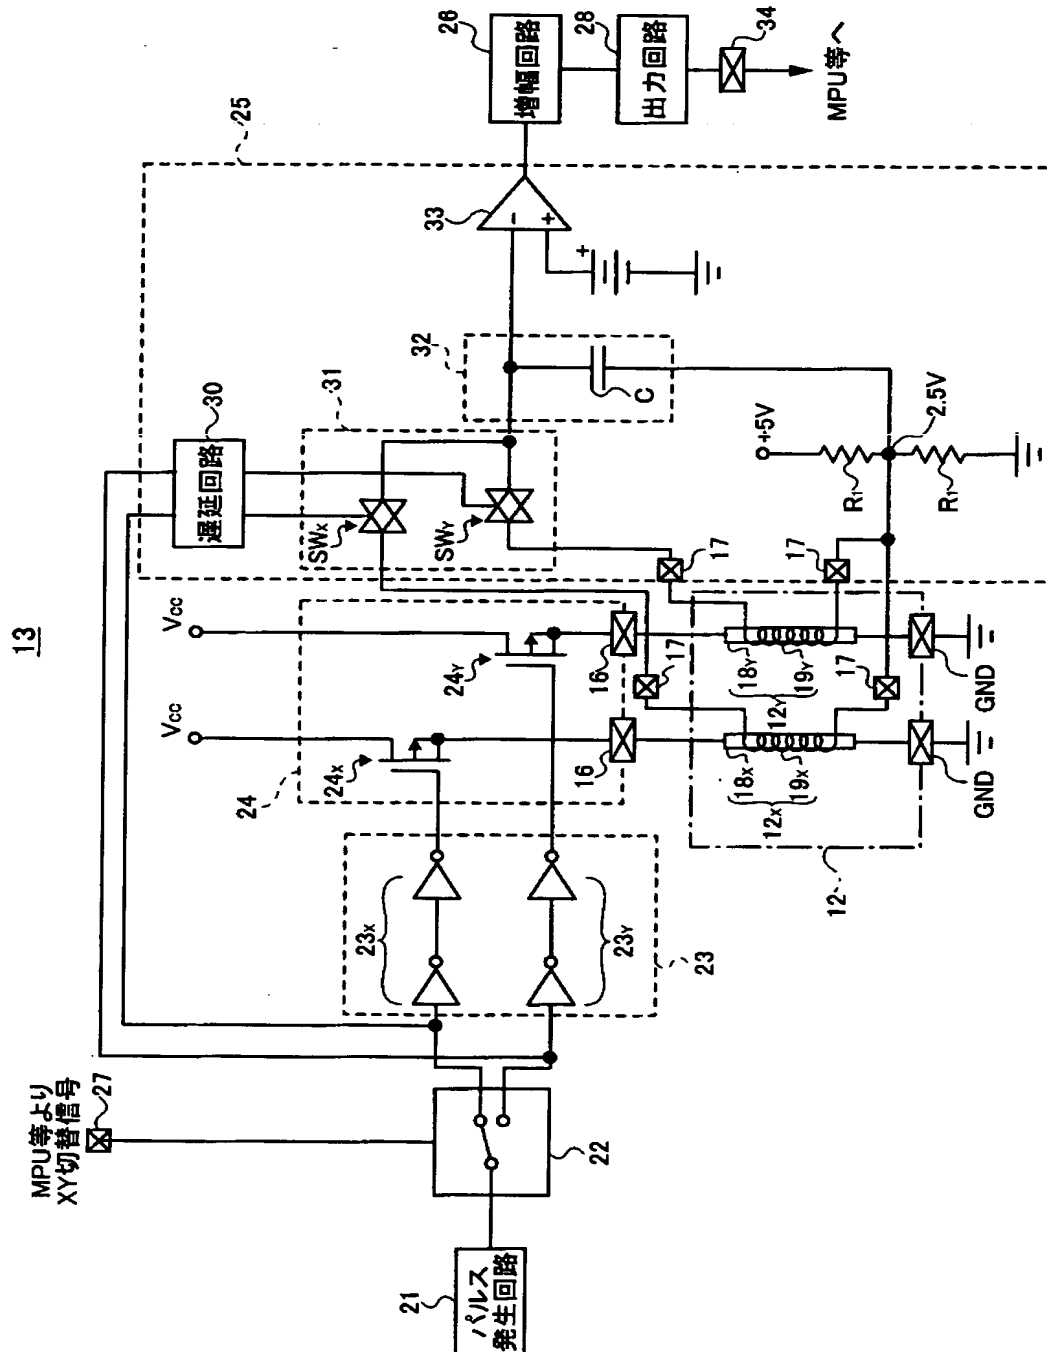 13
MPU等より
XY切替信号
27
21
パルス
発生回路
22
23X
23Y
23
24
Vcc
Vcc
24X
24Y
16
16
17
17
17
17
18X
19X
12X
18Y
19Y
12Y
12
GND
GND
25
30
遅延回路
31
SWX
SWY
32
C
+5V
R1
2.5V
R1
33
−
+
+
26
増幅回路
28
出力回路
34
MPU等へ